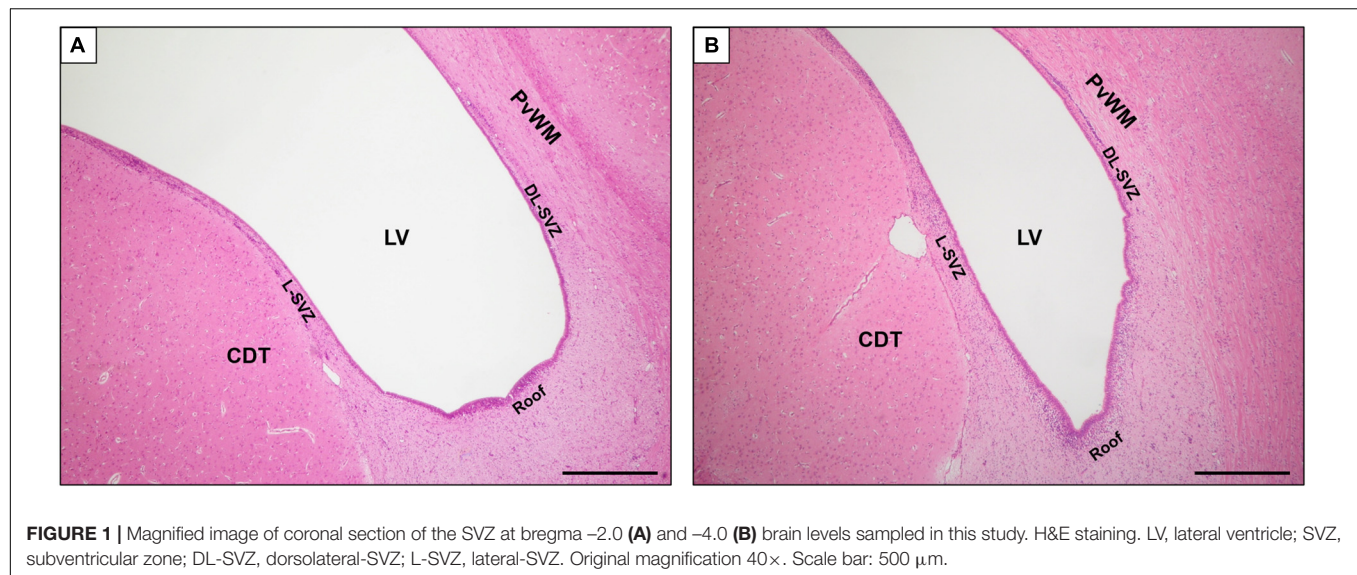 A
PvWM
DL-SVZ
LV
L-SVZ
CDT
Roof
B
PvWM
DL-SVZ
LV
L-SVZ
CDT
Roof
FIGURE 1 | Magnified image of coronal section of the SVZ at bregma –2.0 (A) and –4.0 (B) brain levels sampled in this study. H&E staining. LV, lateral ventricle; SVZ,
subventricular zone; DL-SVZ, dorsolateral-SVZ; L-SVZ, lateral-SVZ. Original magnification 40×. Scale bar: 500 μm.